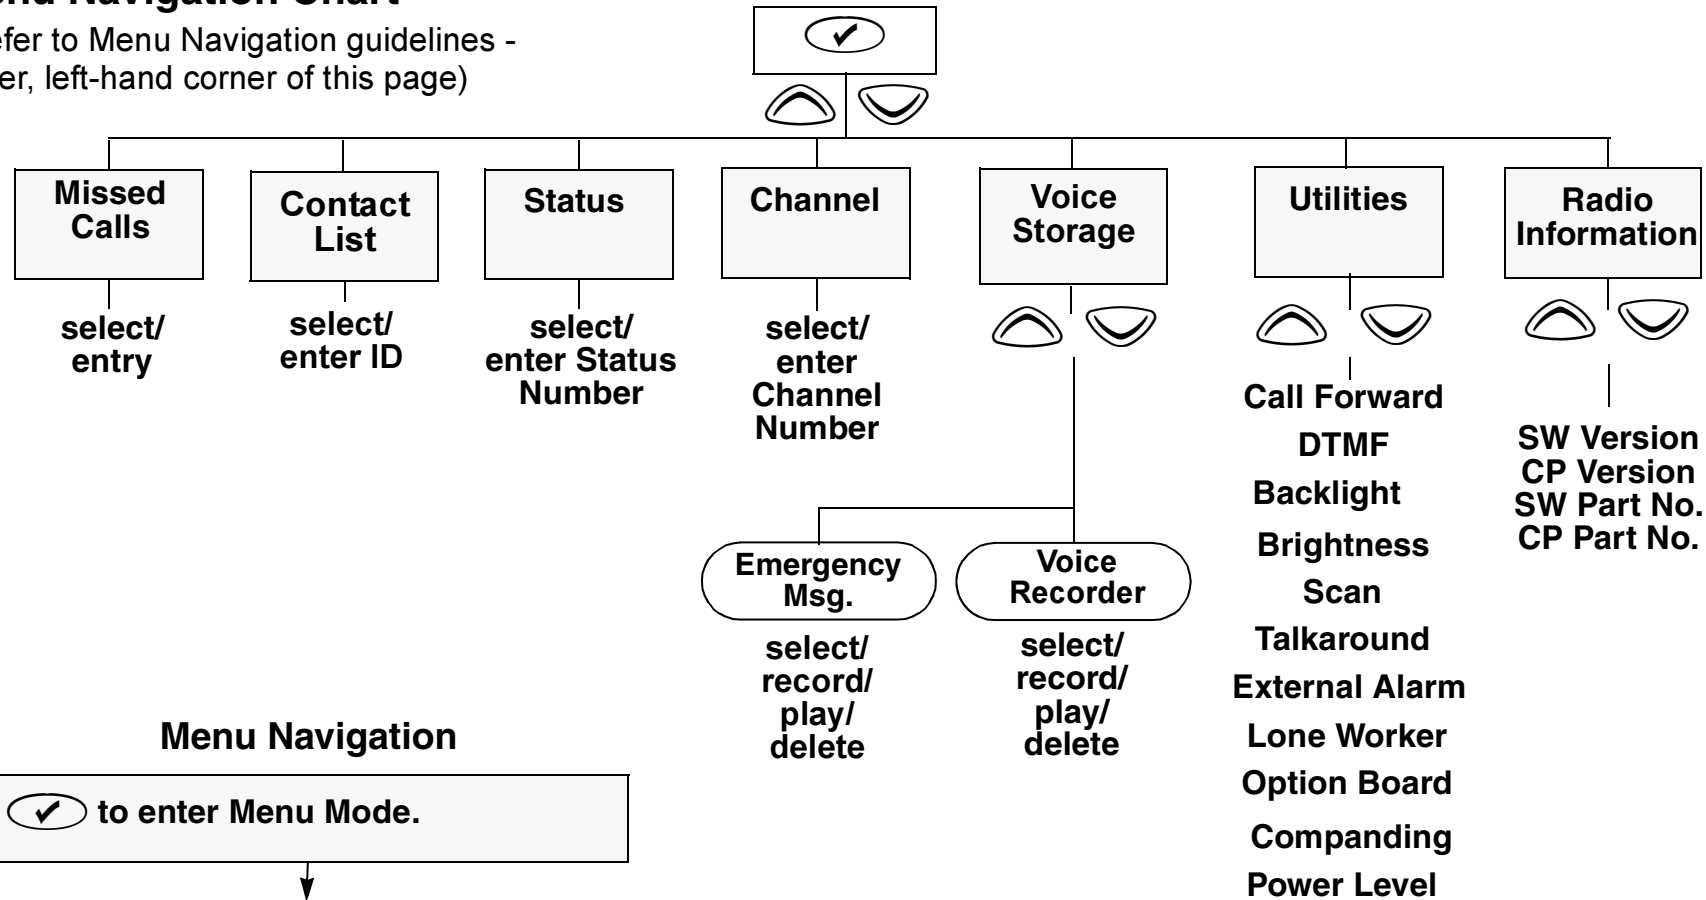 Navigation Chart
to Menu Navigation guidelines -
left-hand corner of this page)
Missed
Calls
select/
entry
Contact
List
select/
enter ID
Status
select/
enter Status
Number
Channel
select/
enter
Channel
Number
Voice
Storage
Emergency
Msg.
select/
record/
play/
delete
Voice
Recorder
select/
record/
play/
delete
Utilities
Call Forward
DTMF
Backlight
Brightness
Scan
Talkaround
External Alarm
Lone Worker
Option Board
Companding
Power Level
Radio
Information
SW Version
CP Version
SW Part No.
CP Part No.
Menu Navigation
to enter Menu Mode.